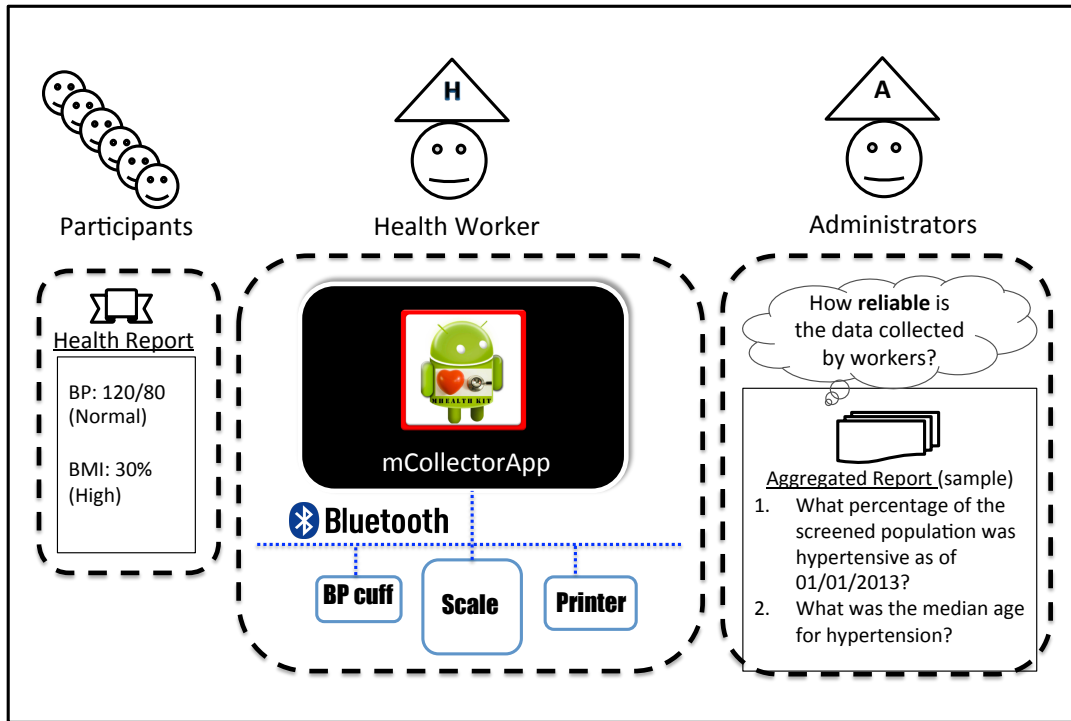 H
A
Participants
Health Worker
Administrators
Health Report
BP: 120/80
(Normal)
BMI: 30%
(High)
MHEALTH KIT
mCollectorApp
Bluetooth
BP cuff
Scale
Printer
How reliable is
the data collected
by workers?
Aggregated Report (sample)
1. What percentage of the
screened population was
hypertensive as of
01/01/2013?
2. What was the median age
for hypertension?